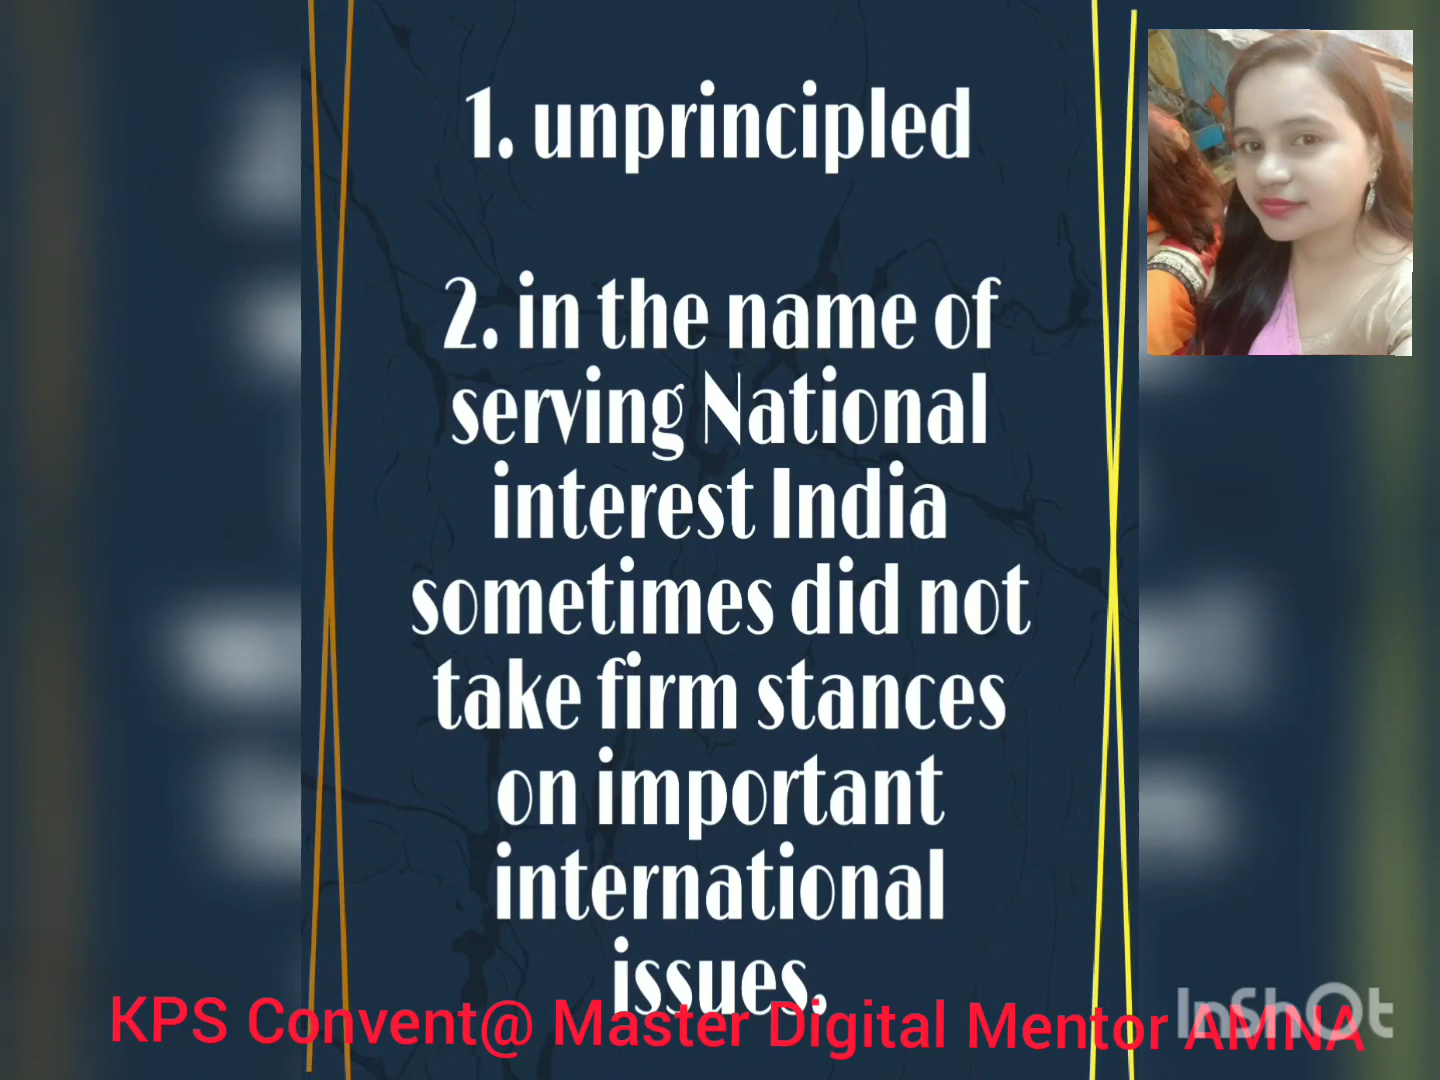 1. unprincipled
2. in the name of
serving National
interest India
sometimes did not
take firm stances
on important
international
issues.
KPS Convent@ Master Digital Mentor AMNA
InShOt